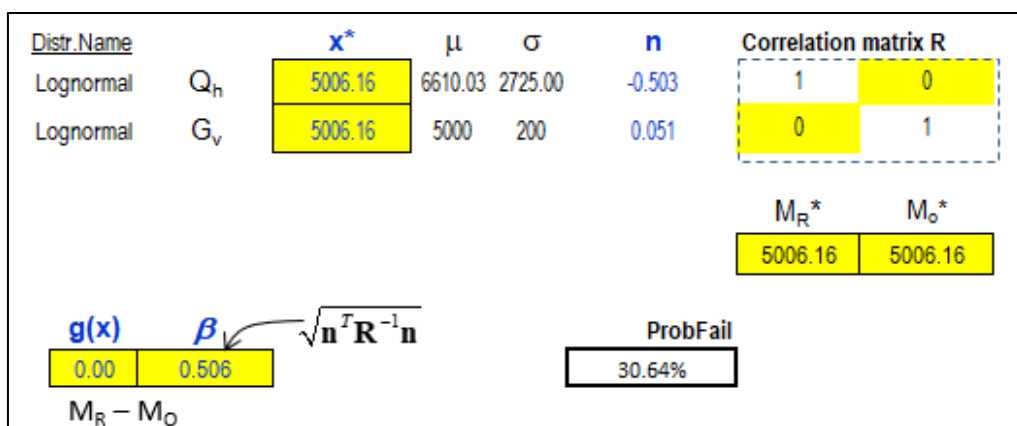 Distr.Name x* μ σ n Correlation matrix R
Lognormal Qh 5006.16 6610.03 2725.00 -0.503 1 0
Lognormal Gv 5006.16 5000 200 0.051 0 1
MR* Mo*
5006.16 5006.16
g(x) β √nᵀR⁻¹n ProbFail
0.00 0.506 30.64%
MR – MO